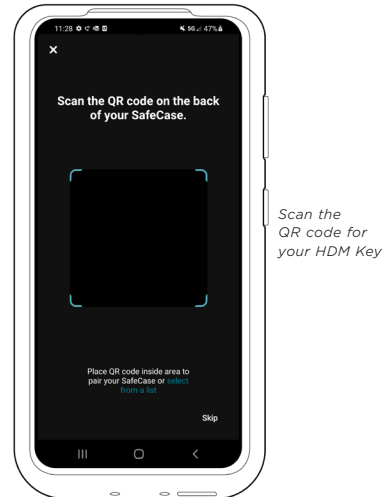 11:28
5G 47%
Scan the QR code on the back
of your SafeCase.
Scan the
QR code for
your HDM Key
Place QR code inside area to
pair your SafeCase or select
from a list
Skip